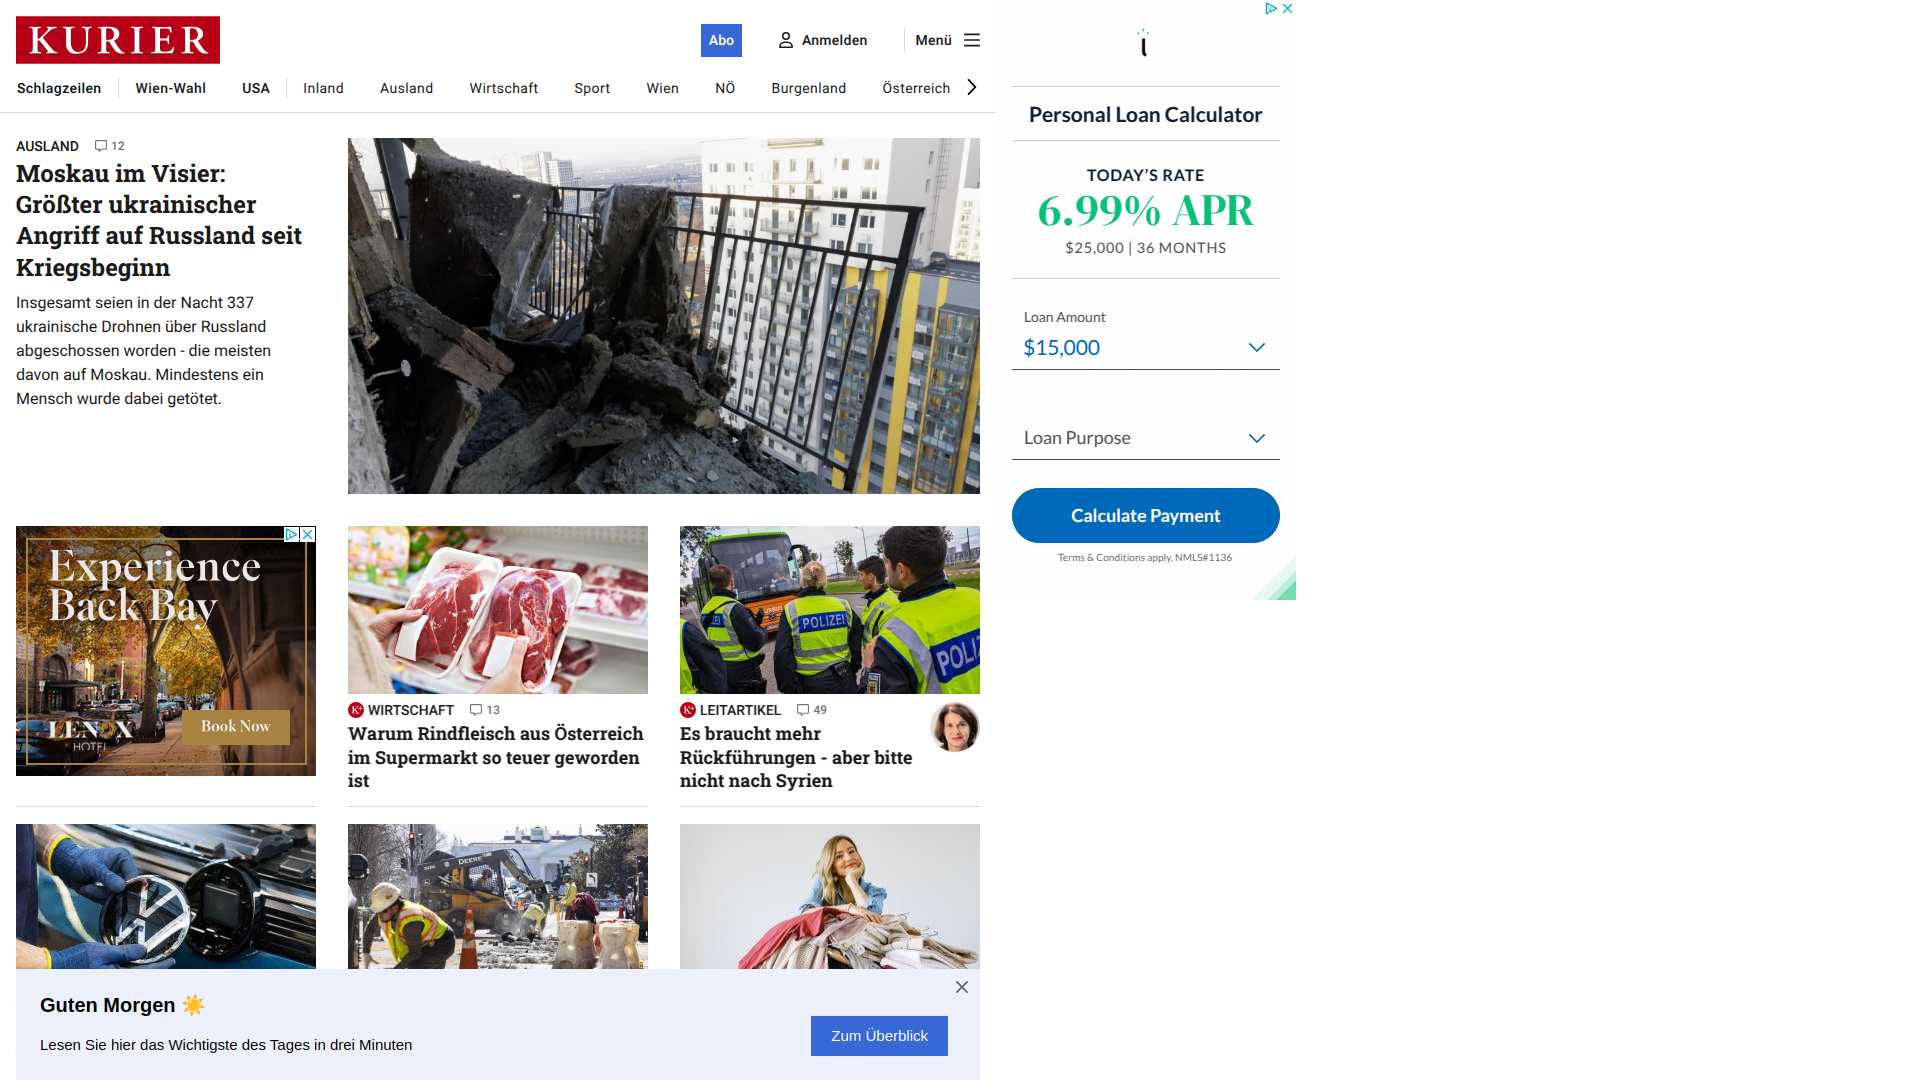 KURIER
Abo
Anmelden
Menü
Schlagzeilen
Wien-Wahl
USA
Inland
Ausland
Wirtschaft
Sport
Wien
NÖ
Burgenland
Österreich
AUSLAND 12
Moskau im Visier:
Größter ukrainischer
Angriff auf Russland seit
Kriegsbeginn
Insgesamt seien in der Nacht 337
ukrainische Drohnen über Russland
abgeschossen worden - die meisten
davon auf Moskau. Mindestens ein
Mensch wurde dabei getötet.
Personal Loan Calculator
TODAY'S RATE
6.99% APR
$25,000 | 36 MONTHS
Loan Amount
$15,000
Loan Purpose
Calculate Payment
Terms & Conditions apply. NMLS#1136
Experience
Back Bay
LENOX
HOTEL
Book Now
K+ WIRTSCHAFT 13
Warum Rindfleisch aus Österreich
im Supermarkt so teuer geworden
ist
POLIZEI
POLIZ
K+ LEITARTIKEL 49
Es braucht mehr
Rückführungen - aber bitte
nicht nach Syrien
DEERE
Guten Morgen ☀️
Lesen Sie hier das Wichtigste des Tages in drei Minuten
Zum Überblick